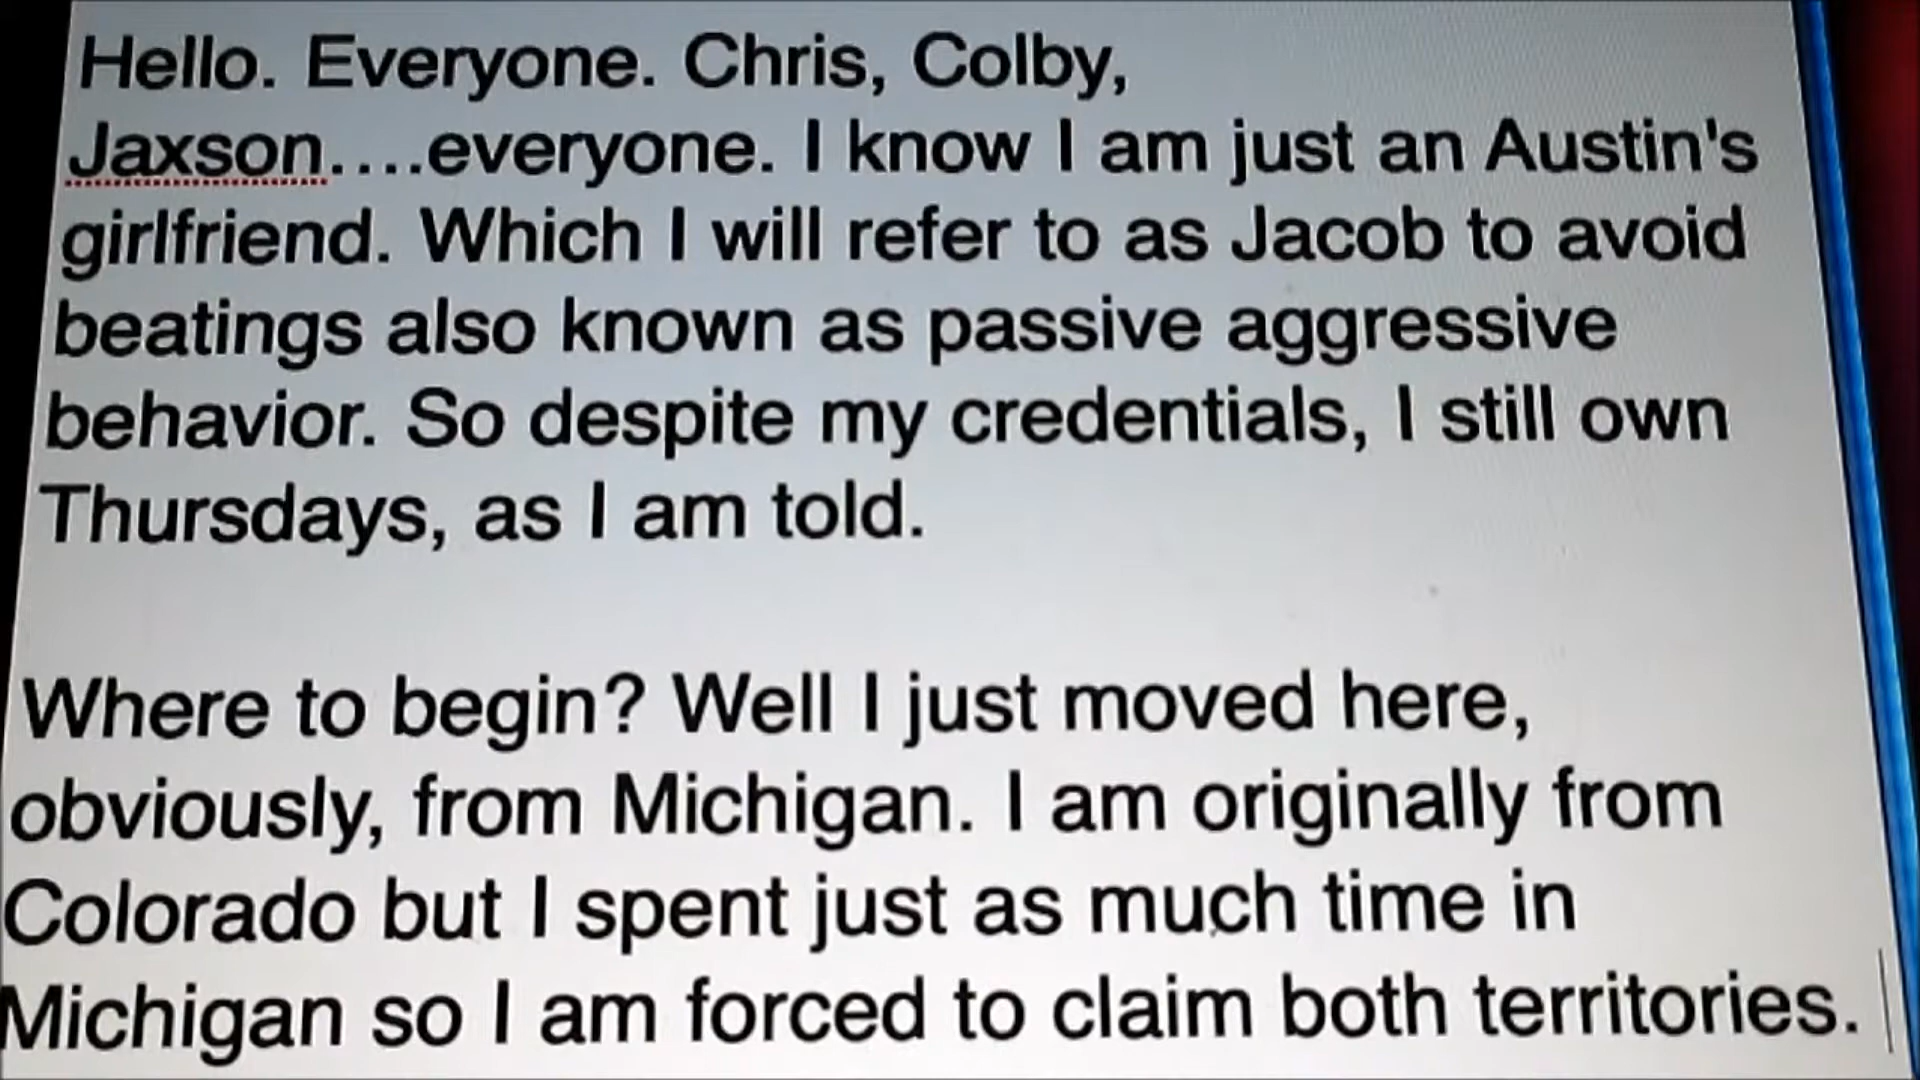 Hello. Everyone. Chris, Colby,
Jaxson....everyone. I know I am just an Austin's
girlfriend. Which I will refer to as Jacob to avoid
beatings also known as passive aggressive
behavior. So despite my credentials, I still own
Thursdays, as I am told.
Where to begin? Well I just moved here,
obviously, from Michigan. I am originally from
Colorado but I spent just as much time in
Michigan so I am forced to claim both territories.